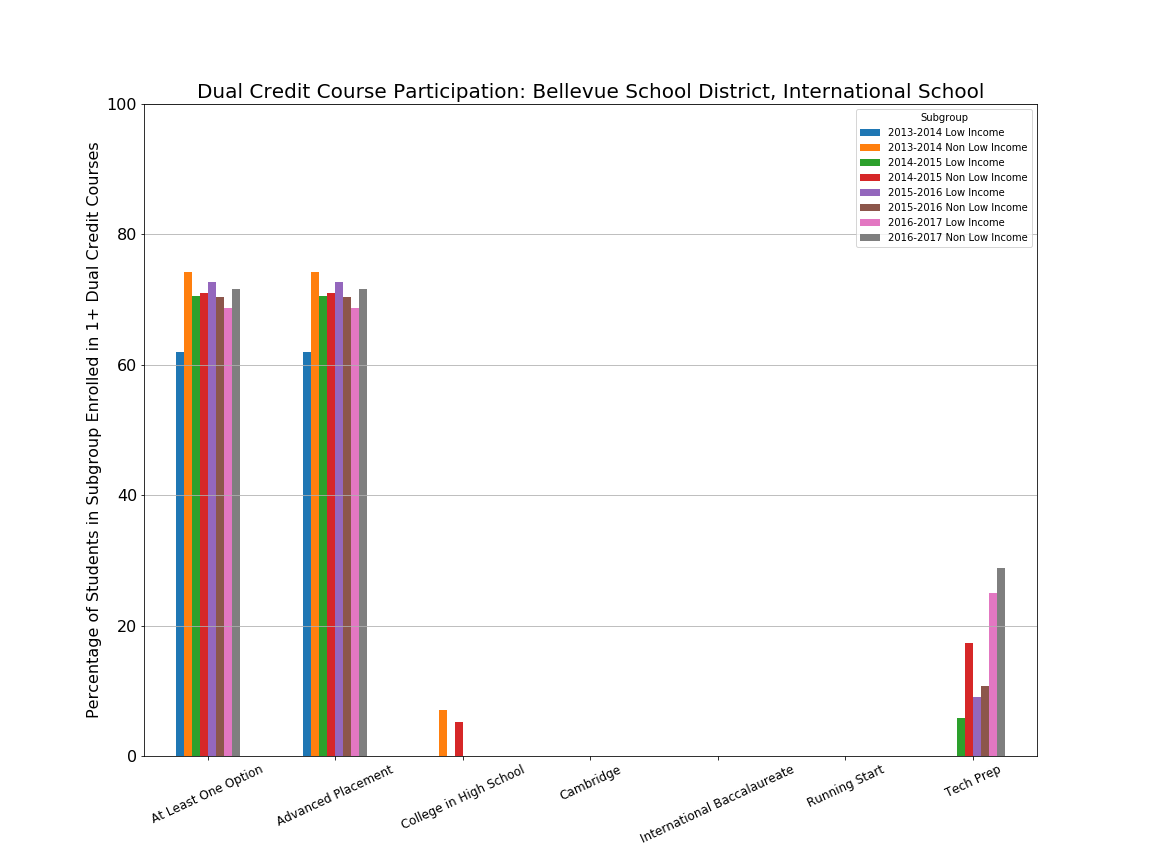 Dual Credit Course Participation: Bellevue School District, International School
Percentage of Students in Subgroup Enrolled in 1+ Dual Credit Courses
100
80
60
40
20
0
Subgroup
2013-2014 Low Income
2013-2014 Non Low Income
2014-2015 Low Income
2014-2015 Non Low Income
2015-2016 Low Income
2015-2016 Non Low Income
2016-2017 Low Income
2016-2017 Non Low Income
At Least One Option
Advanced Placement
College in High School
Cambridge
International Baccalaureate
Running Start
Tech Prep